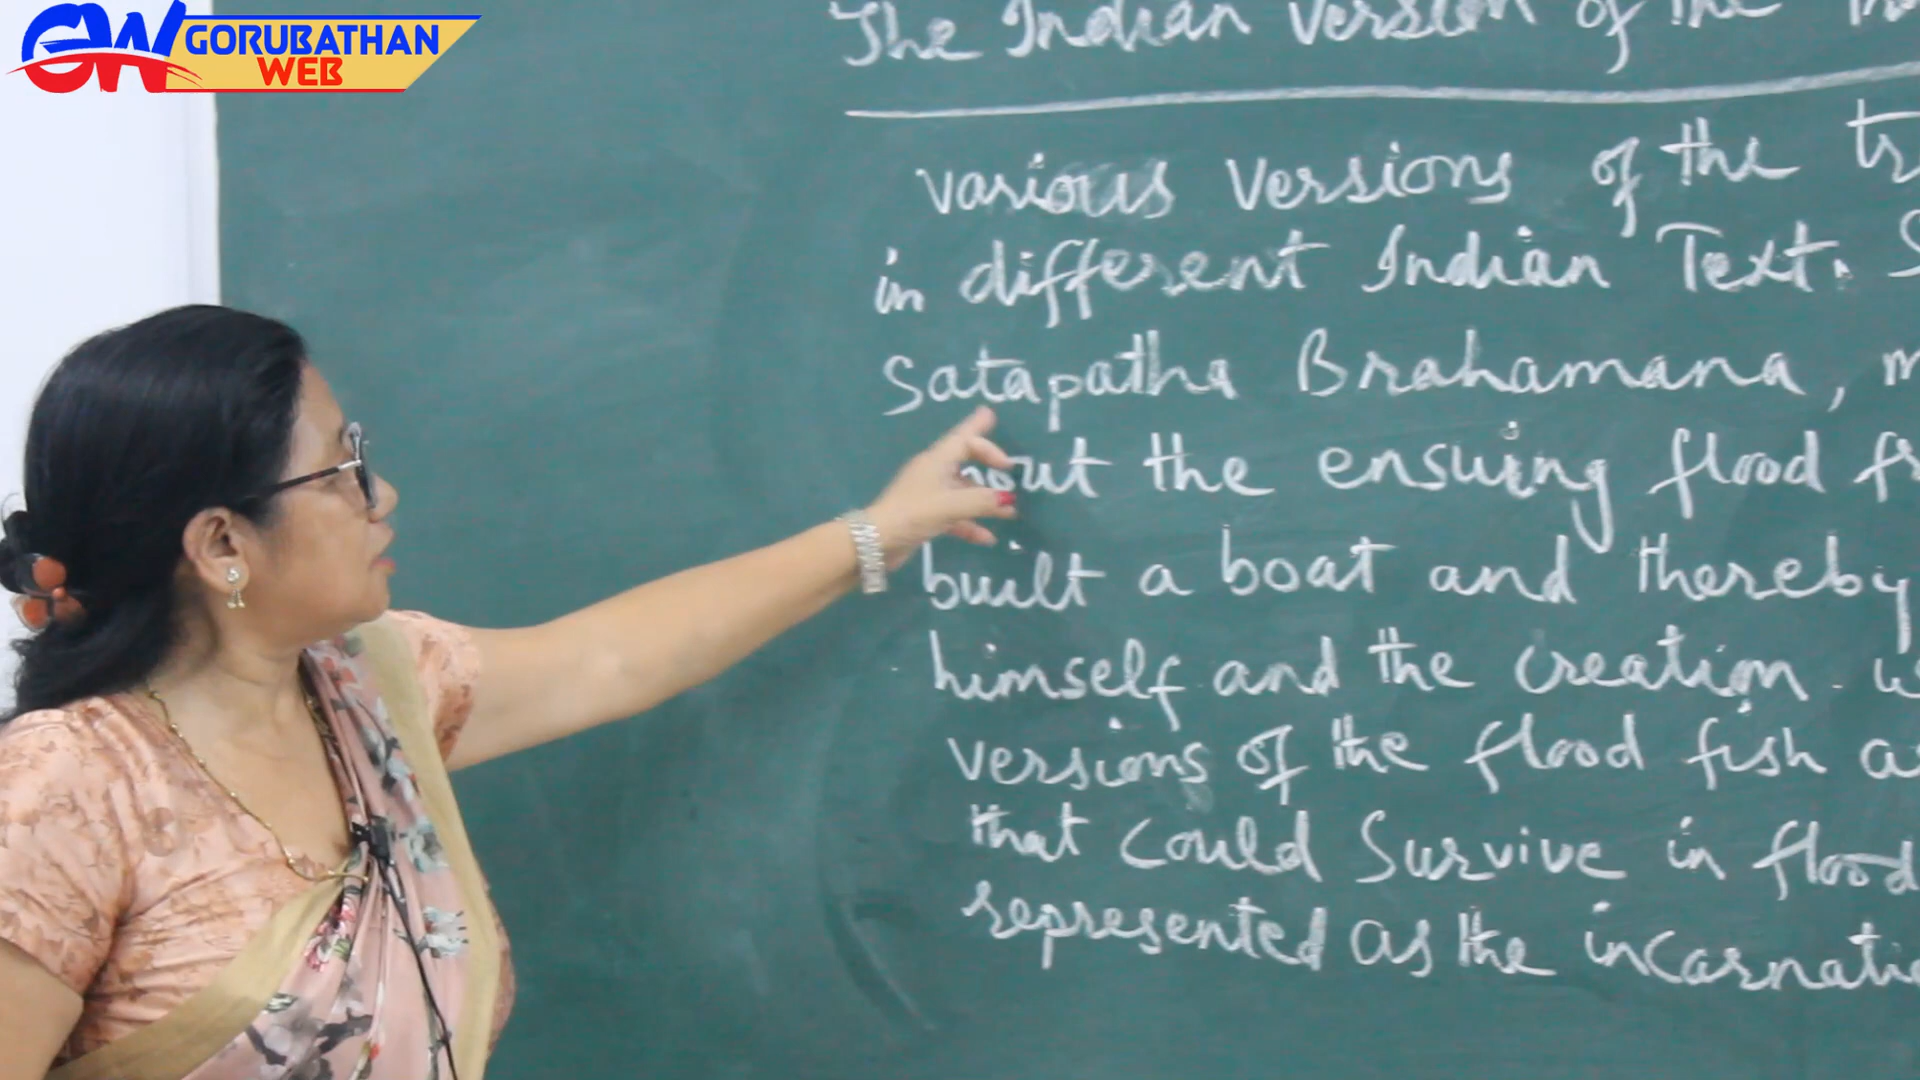 GW GORUBATHAN
WEB
The Indian Version of the
various versions of the
in different Indian Text.
Satapatha Brahamana,
the ensuing flood
built a boat and thereby
himself and the creation.
versions of the flood fish
that could survive in flood
represented as the